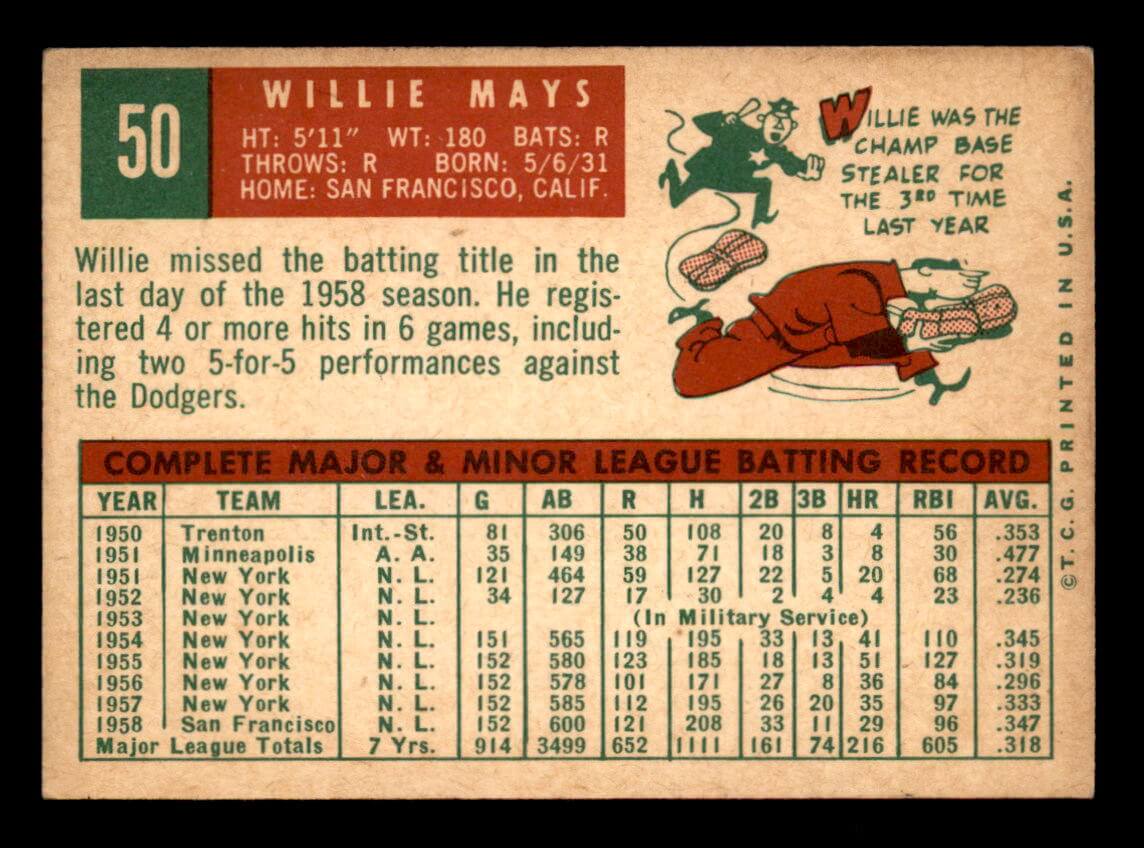 50
WILLIE MAYS
HT: 5'11" WT: 180 BATS: R
THROWS: R BORN: 5/6/31
HOME: SAN FRANCISCO, CALIF.
WILLIE WAS THE
CHAMP BASE
STEALER FOR
THE 3RD TIME
LAST YEAR
Willie missed the batting title in the
last day of the 1958 season. He regis-
tered 4 or more hits in 6 games, includ-
ing two 5-for-5 performances against
the Dodgers.
COMPLETE MAJOR & MINOR LEAGUE BATTING RECORD
YEAR TEAM LEA. G AB R H 2B 3B HR RBI AVG.
1950 Trenton Int.-St. 81 306 50 108 20 8 4 56 .353
1951 Minneapolis A. A. 35 149 38 71 18 3 8 30 .477
1951 New York N. L. 121 464 59 127 22 5 20 68 .274
1952 New York N. L. 34 127 17 30 2 4 4 23 .236
1953 New York N. L. (In Military Service)
1954 New York N. L. 151 565 119 195 33 13 41 110 .345
1955 New York N. L. 152 580 123 185 18 13 51 127 .319
1956 New York N. L. 152 578 101 171 27 8 36 84 .296
1957 New York N. L. 152 585 112 195 26 20 35 97 .333
1958 San Francisco N. L. 152 600 121 208 33 11 29 96 .347
Major League Totals 7 Yrs. 914 3499 652 1111 161 74 216 605 .318
©T. C. G. PRINTED IN U.S.A.